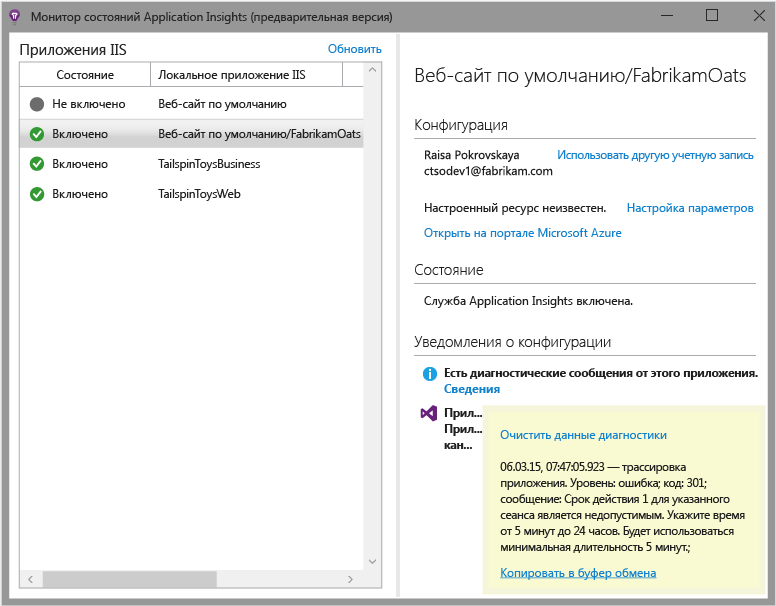 Монитор состояний Application Insights (предварительная версия)
Приложения IIS
Обновить
Состояние
Локальное приложение IIS
Не включено
Веб-сайт по умолчанию
Включено
Веб-сайт по умолчанию/FabrikamOats
Включено
TailspinToysBusiness
Включено
TailspinToysWeb
Веб-сайт по умолчанию/FabrikamOats
Конфигурация
Raisa Pokrovskaya
Использовать другую учетную запись
ctsodev1@fabrikam.com
Настроенный ресурс неизвестен.
Настройка параметров
Открыть на портале Microsoft Azure
Состояние
Служба Application Insights включена.
Уведомления о конфигурации
Есть диагностические сообщения от этого приложения.
Сведения
Прил...
Прил...
кан...
Очистить данные диагностики
06.03.15, 07:47:05.923 — трассировка
приложения. Уровень: ошибка; код: 301;
сообщение: Срок действия 1 для указанного
сеанса является недопустимым. Укажите время
от 5 минут до 24 часов. Будет использоваться
минимальная длительность 5 минут.;
Копировать в буфер обмена